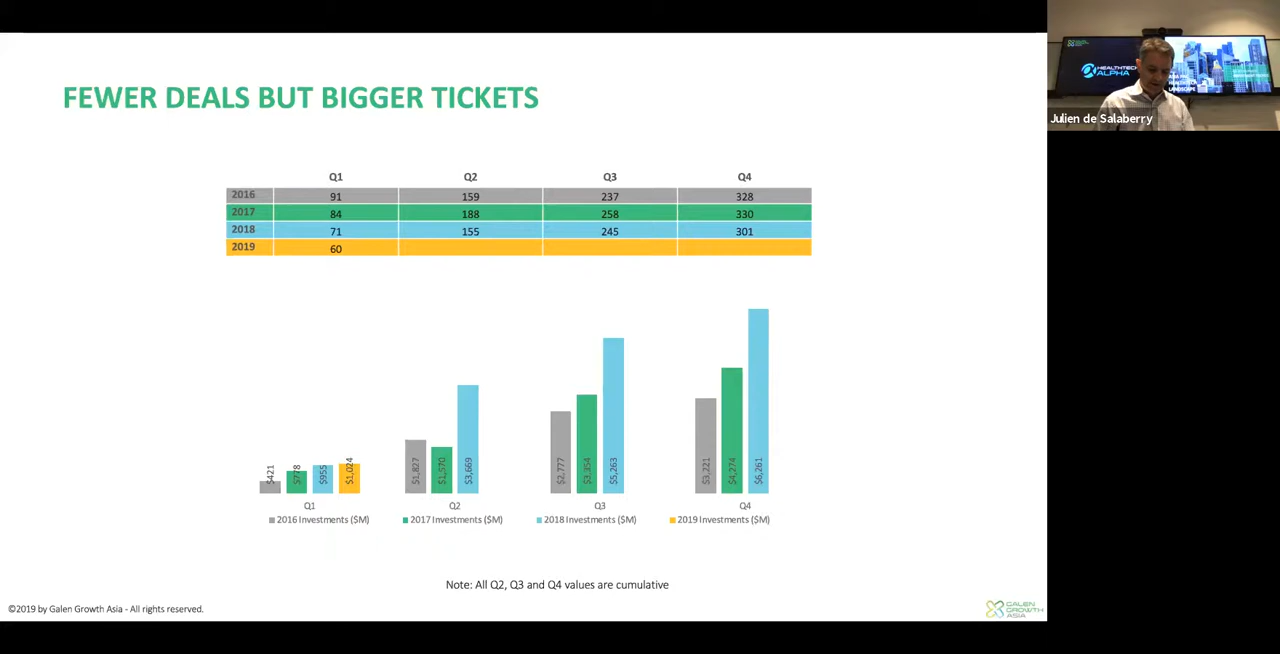 FEWER DEALS BUT BIGGER TICKETS
Q1 Q2 Q3 Q4
2016 91 159 237 328
2017 84 188 258 330
2018 71 155 245 301
2019 60
$421 $778 $955 $1,024 $1,827 $1,570 $3,669 $2,777 $3,354 $5,263 $3,221 $4,274 $6,261
Q1 Q2 Q3 Q4
2016 Investments ($M) 2017 Investments ($M) 2018 Investments ($M) 2019 Investments ($M)
Note: All Q2, Q3 and Q4 values are cumulative
©2019 by Galen Growth Asia - All rights reserved.
GALEN
GROWTH
ASIA
HEALTHTECH
ALPHA
LANDSCAPE
Julien de Salaberry